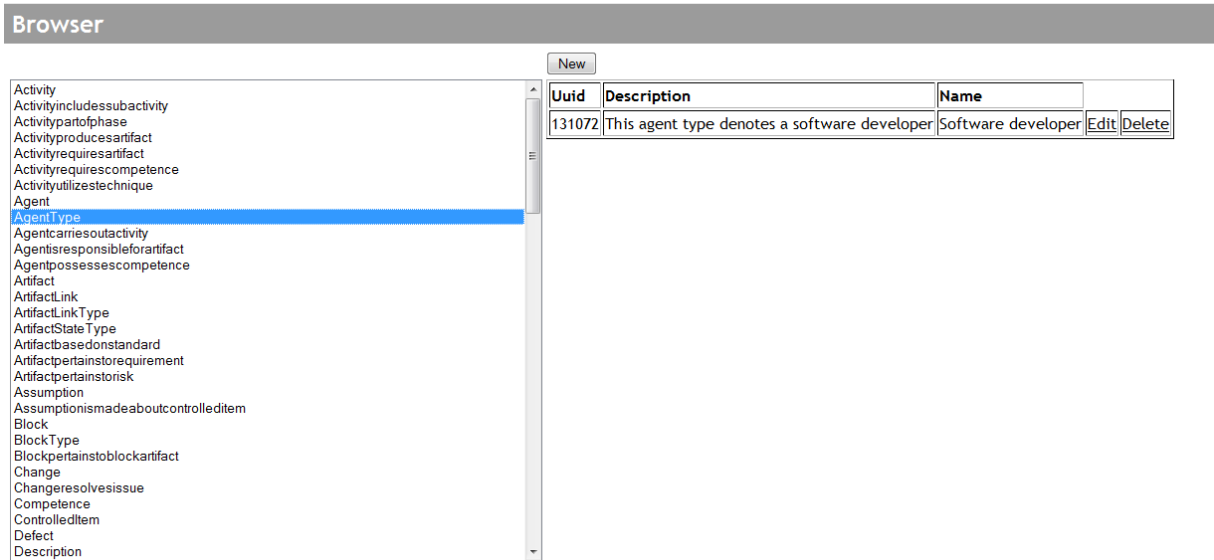 Browser
New
Activity
Activityincludessubactivity
Activitypartofphase
Activityproducesartifact
Activityrequiresartifact
Activityrequirescompetence
Activityutilizestechnique
Agent
AgentType
Agentcarriesoutactivity
Agentisresponsibleforartifact
Agentpossessescompetence
Artifact
ArtifactLink
ArtifactLinkType
ArtifactStateType
Artifactbasedonstandard
Artifactpertainstorequirement
Artifactpertainstorisk
Assumption
Assumptionismadeaboutcontrolleditem
Block
BlockType
Blockpertainstoblockartifact
Change
Changeresolvesissue
Competence
ControlledItem
Defect
Description
Uuid Description Name
131072 This agent type denotes a software developer Software developer Edit Delete